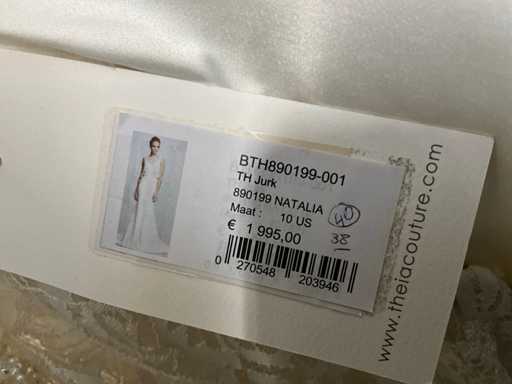 BTH890199-001
TH Jurk
890199 NATALIA
Maat : 10 US
40
€ 1 995,00
38
0 270548 203946
www.theiacouture.com